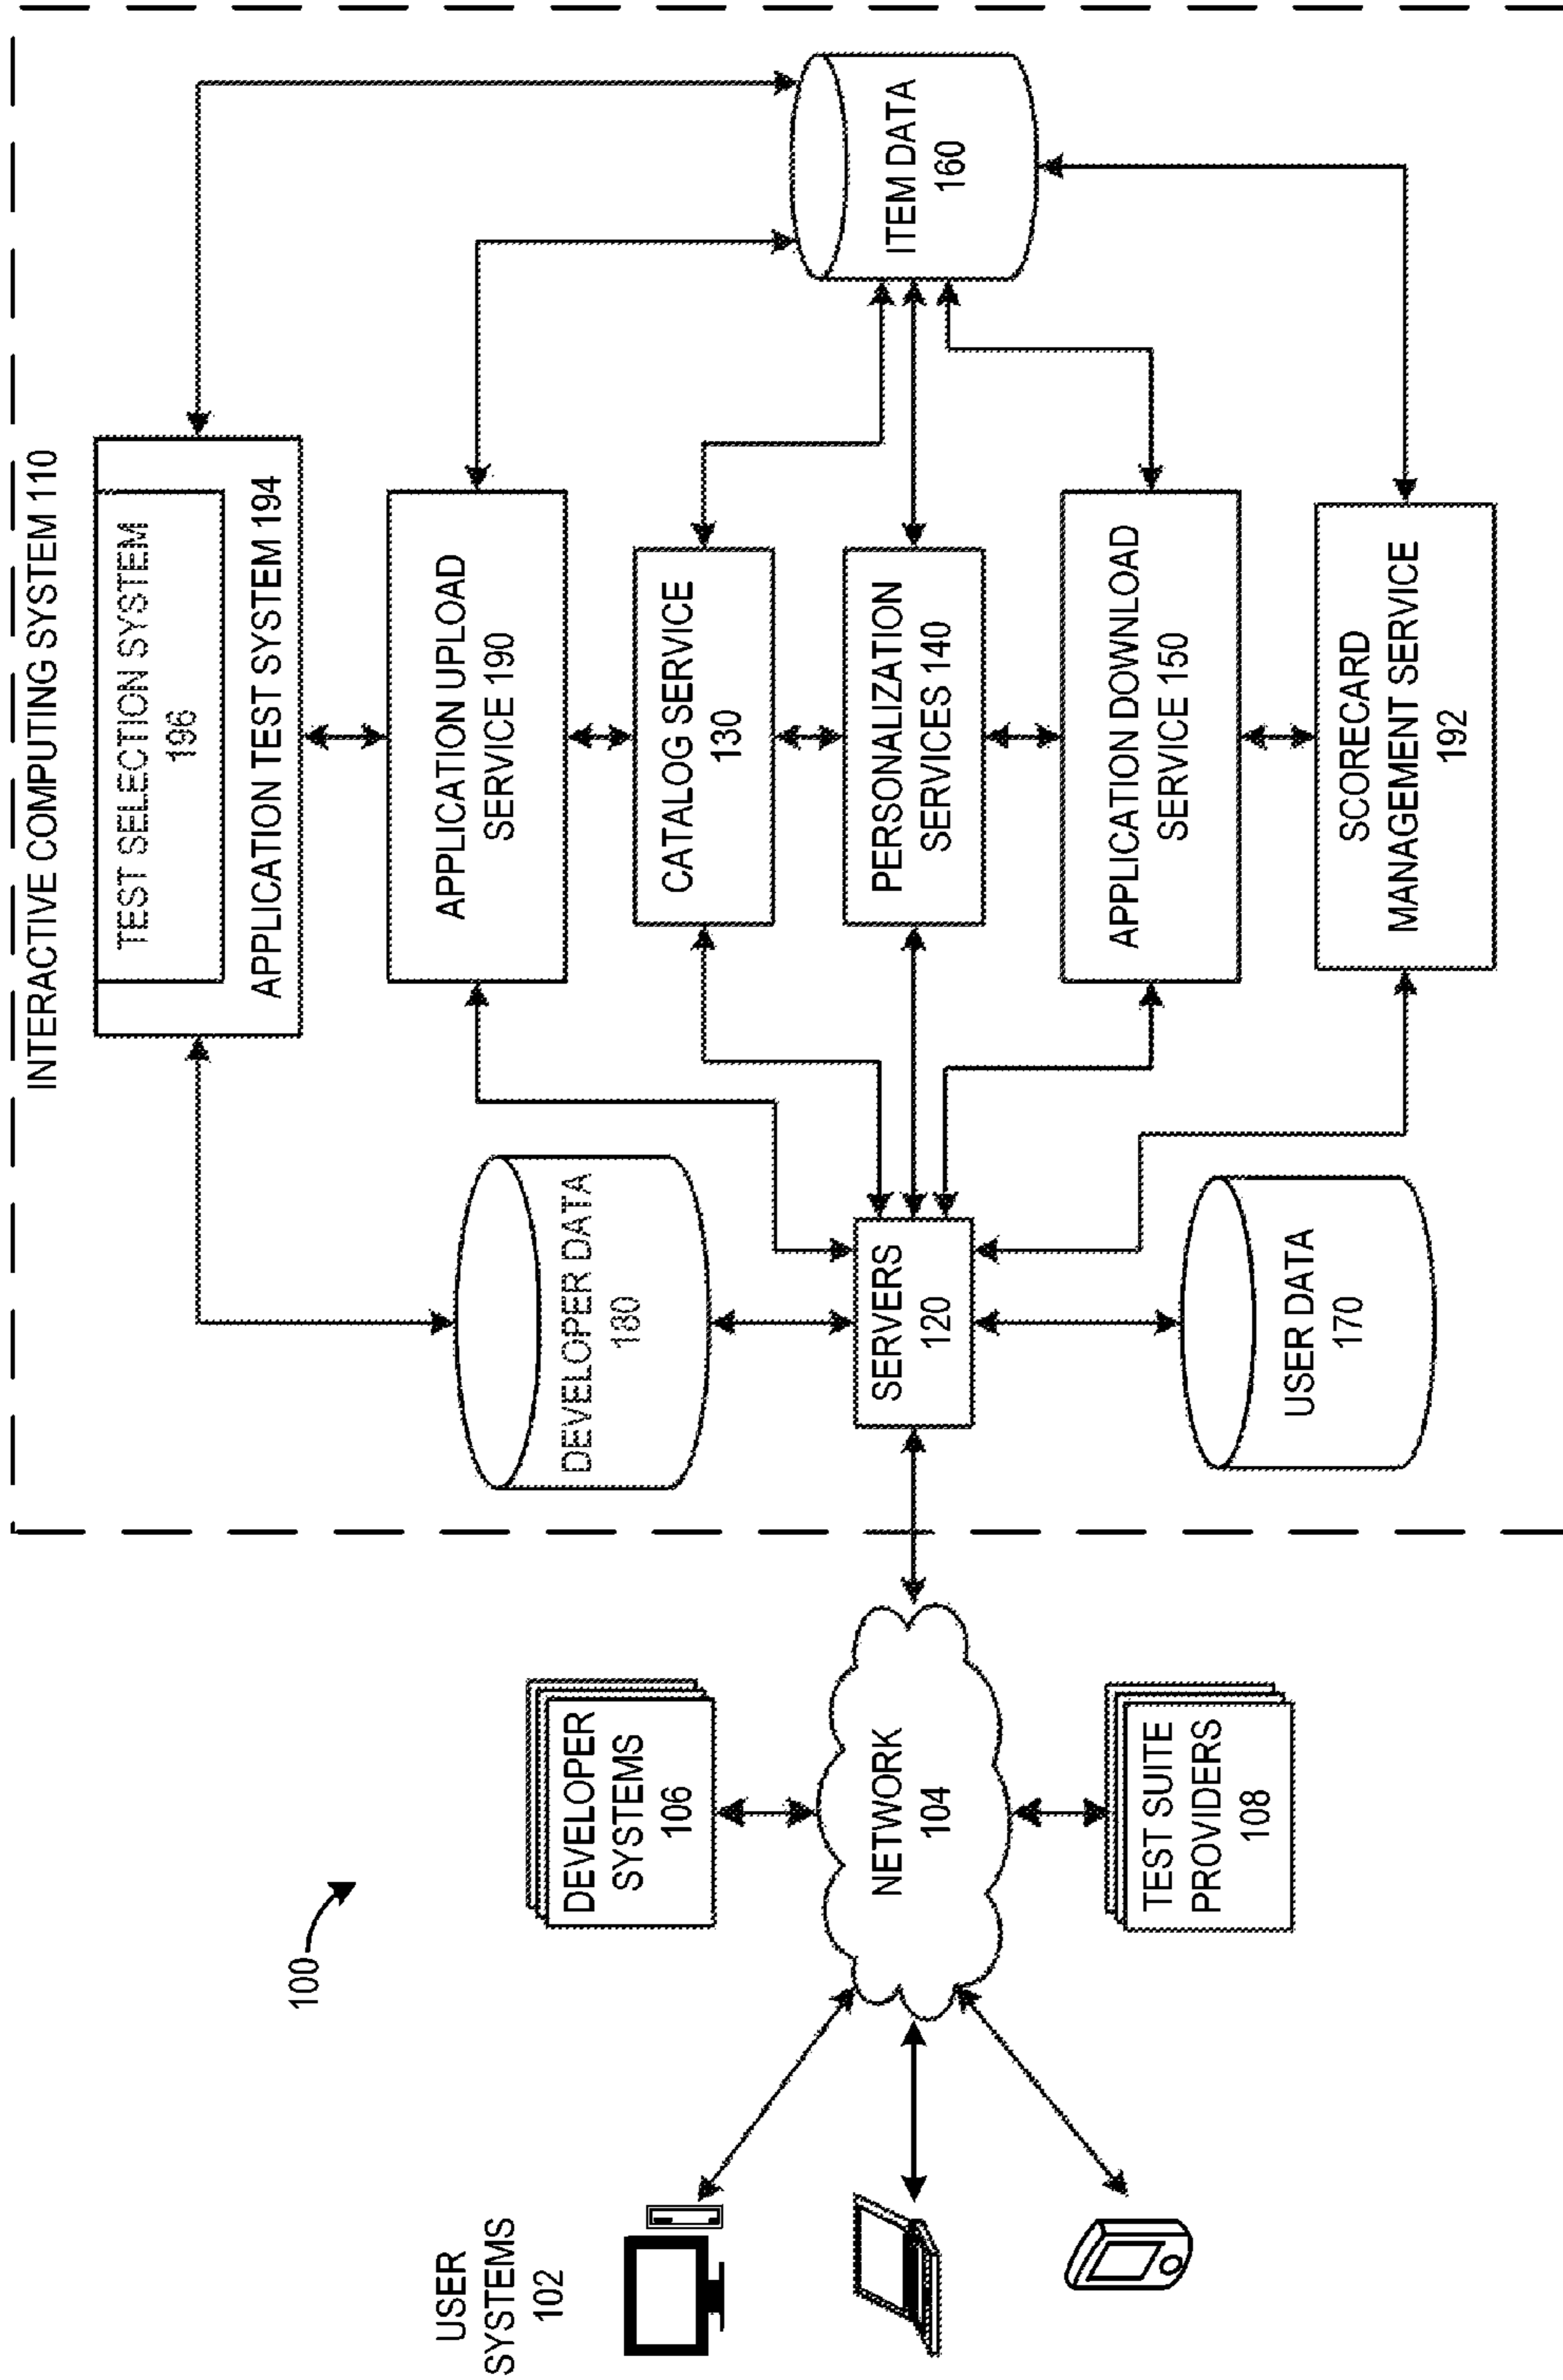 100
USER
SYSTEMS
102
DEVELOPER
SYSTEMS
106
NETWORK
104
TEST SUITE
PROVIDERS
108
INTERACTIVE COMPUTING SYSTEM 110
DEVELOPER DATA
180
SERVERS
120
USER DATA
170
TEST SELECTION SYSTEM
196
APPLICATION TEST SYSTEM 194
APPLICATION UPLOAD
SERVICE 190
CATALOG SERVICE
130
PERSONALIZATION
SERVICES 140
APPLICATION DOWNLOAD
SERVICE 150
SCORECARD
MANAGEMENT SERVICE
192
ITEM DATA
160